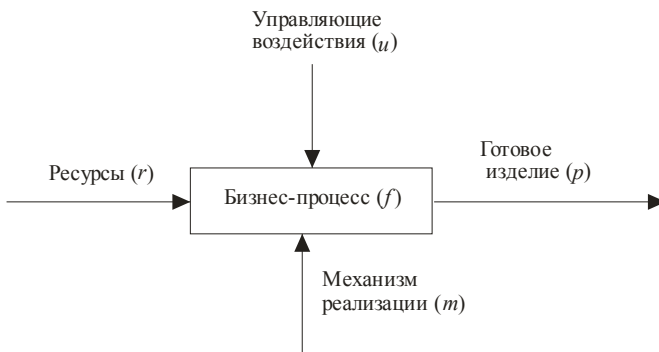 Управляющие
воздействия (u)
Ресурсы (r)
Бизнес-процесс (f)
Готовое
изделие (p)
Механизм
реализации (m)